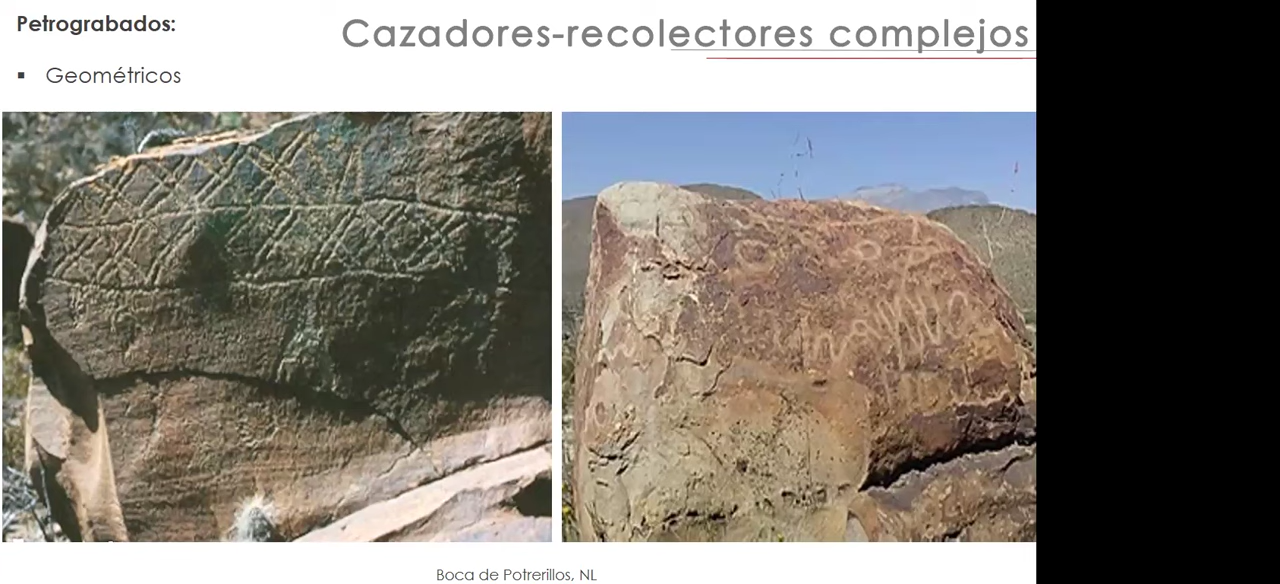 Petrograbados:
Cazadores-recolectores complejos
▪ Geométricos
Boca de Potrerillos, NL